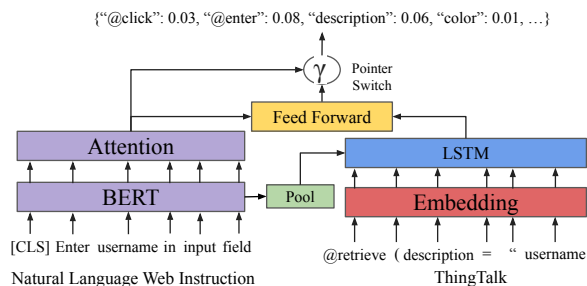 {“@click”: 0.03, “@enter”: 0.08, “description”: 0.06, “color”: 0.01, …}
γ
Pointer
Switch
Feed Forward
Attention
LSTM
BERT
Pool
Embedding
[CLS] Enter username in input field
@retrieve ( description = “ username
Natural Language Web Instruction
ThingTalk